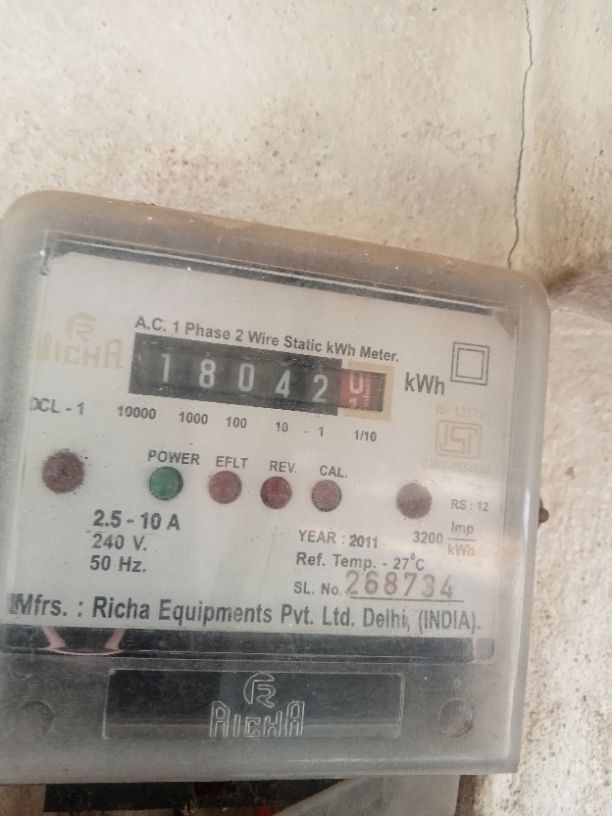 A.C. 1 Phase 2 Wire Static kWh Meter.
RICHA
1 8 0 4 2 0 kWh
CL - 1 10000 1000 100 10 1 1/10
POWER EFLT REV. CAL.
RS : 12
2.5 - 10 A
240 V.
50 Hz.
YEAR : 2011
3200 Imp
kWh
Ref. Temp. - 27°C
SL. No. 268734
Mfrs. : Richa Equipments Pvt. Ltd. Delhi, (INDIA).
RICHA